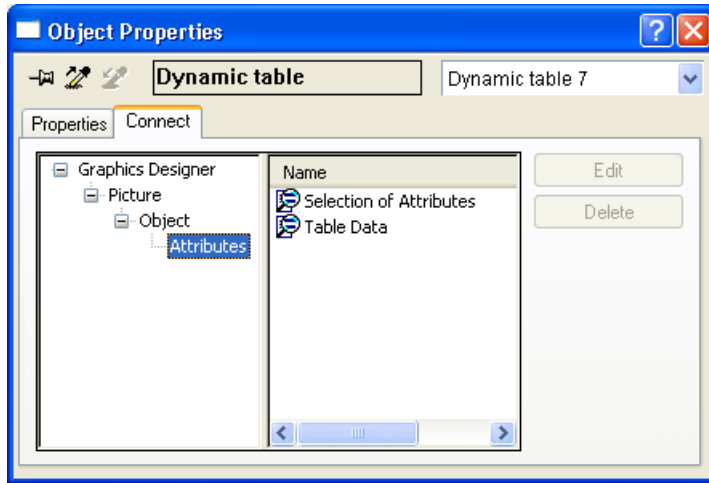 Object Properties
Dynamic table
Dynamic table 7
Properties
Connect
Graphics Designer
Picture
Object
Attributes
Name
Selection of Attributes
Table Data
Edit
Delete